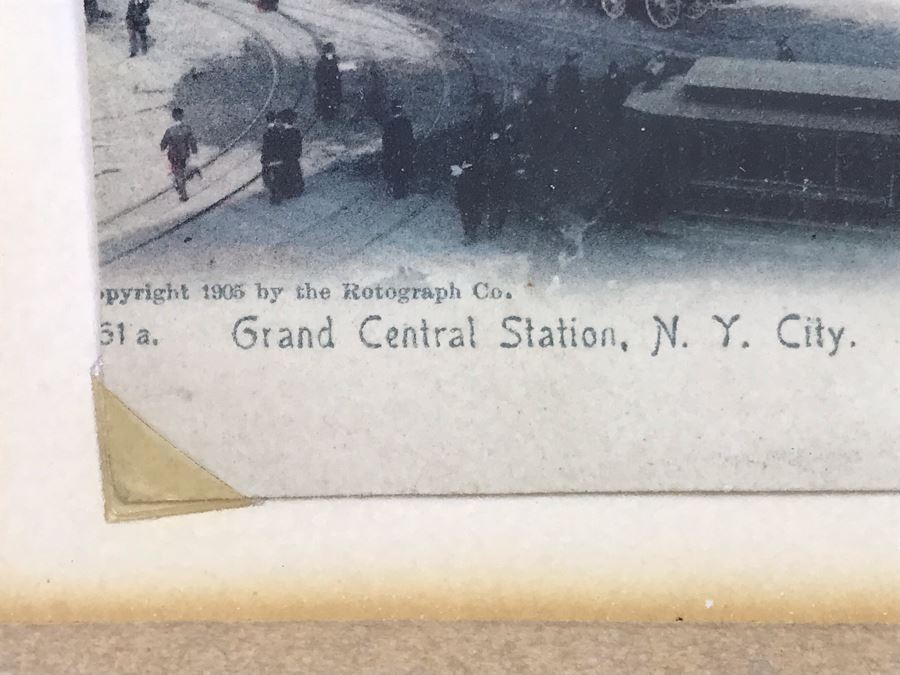 opyright 1905 by the Rotograph Co.
51 a. Grand Central Station, N. Y. City.